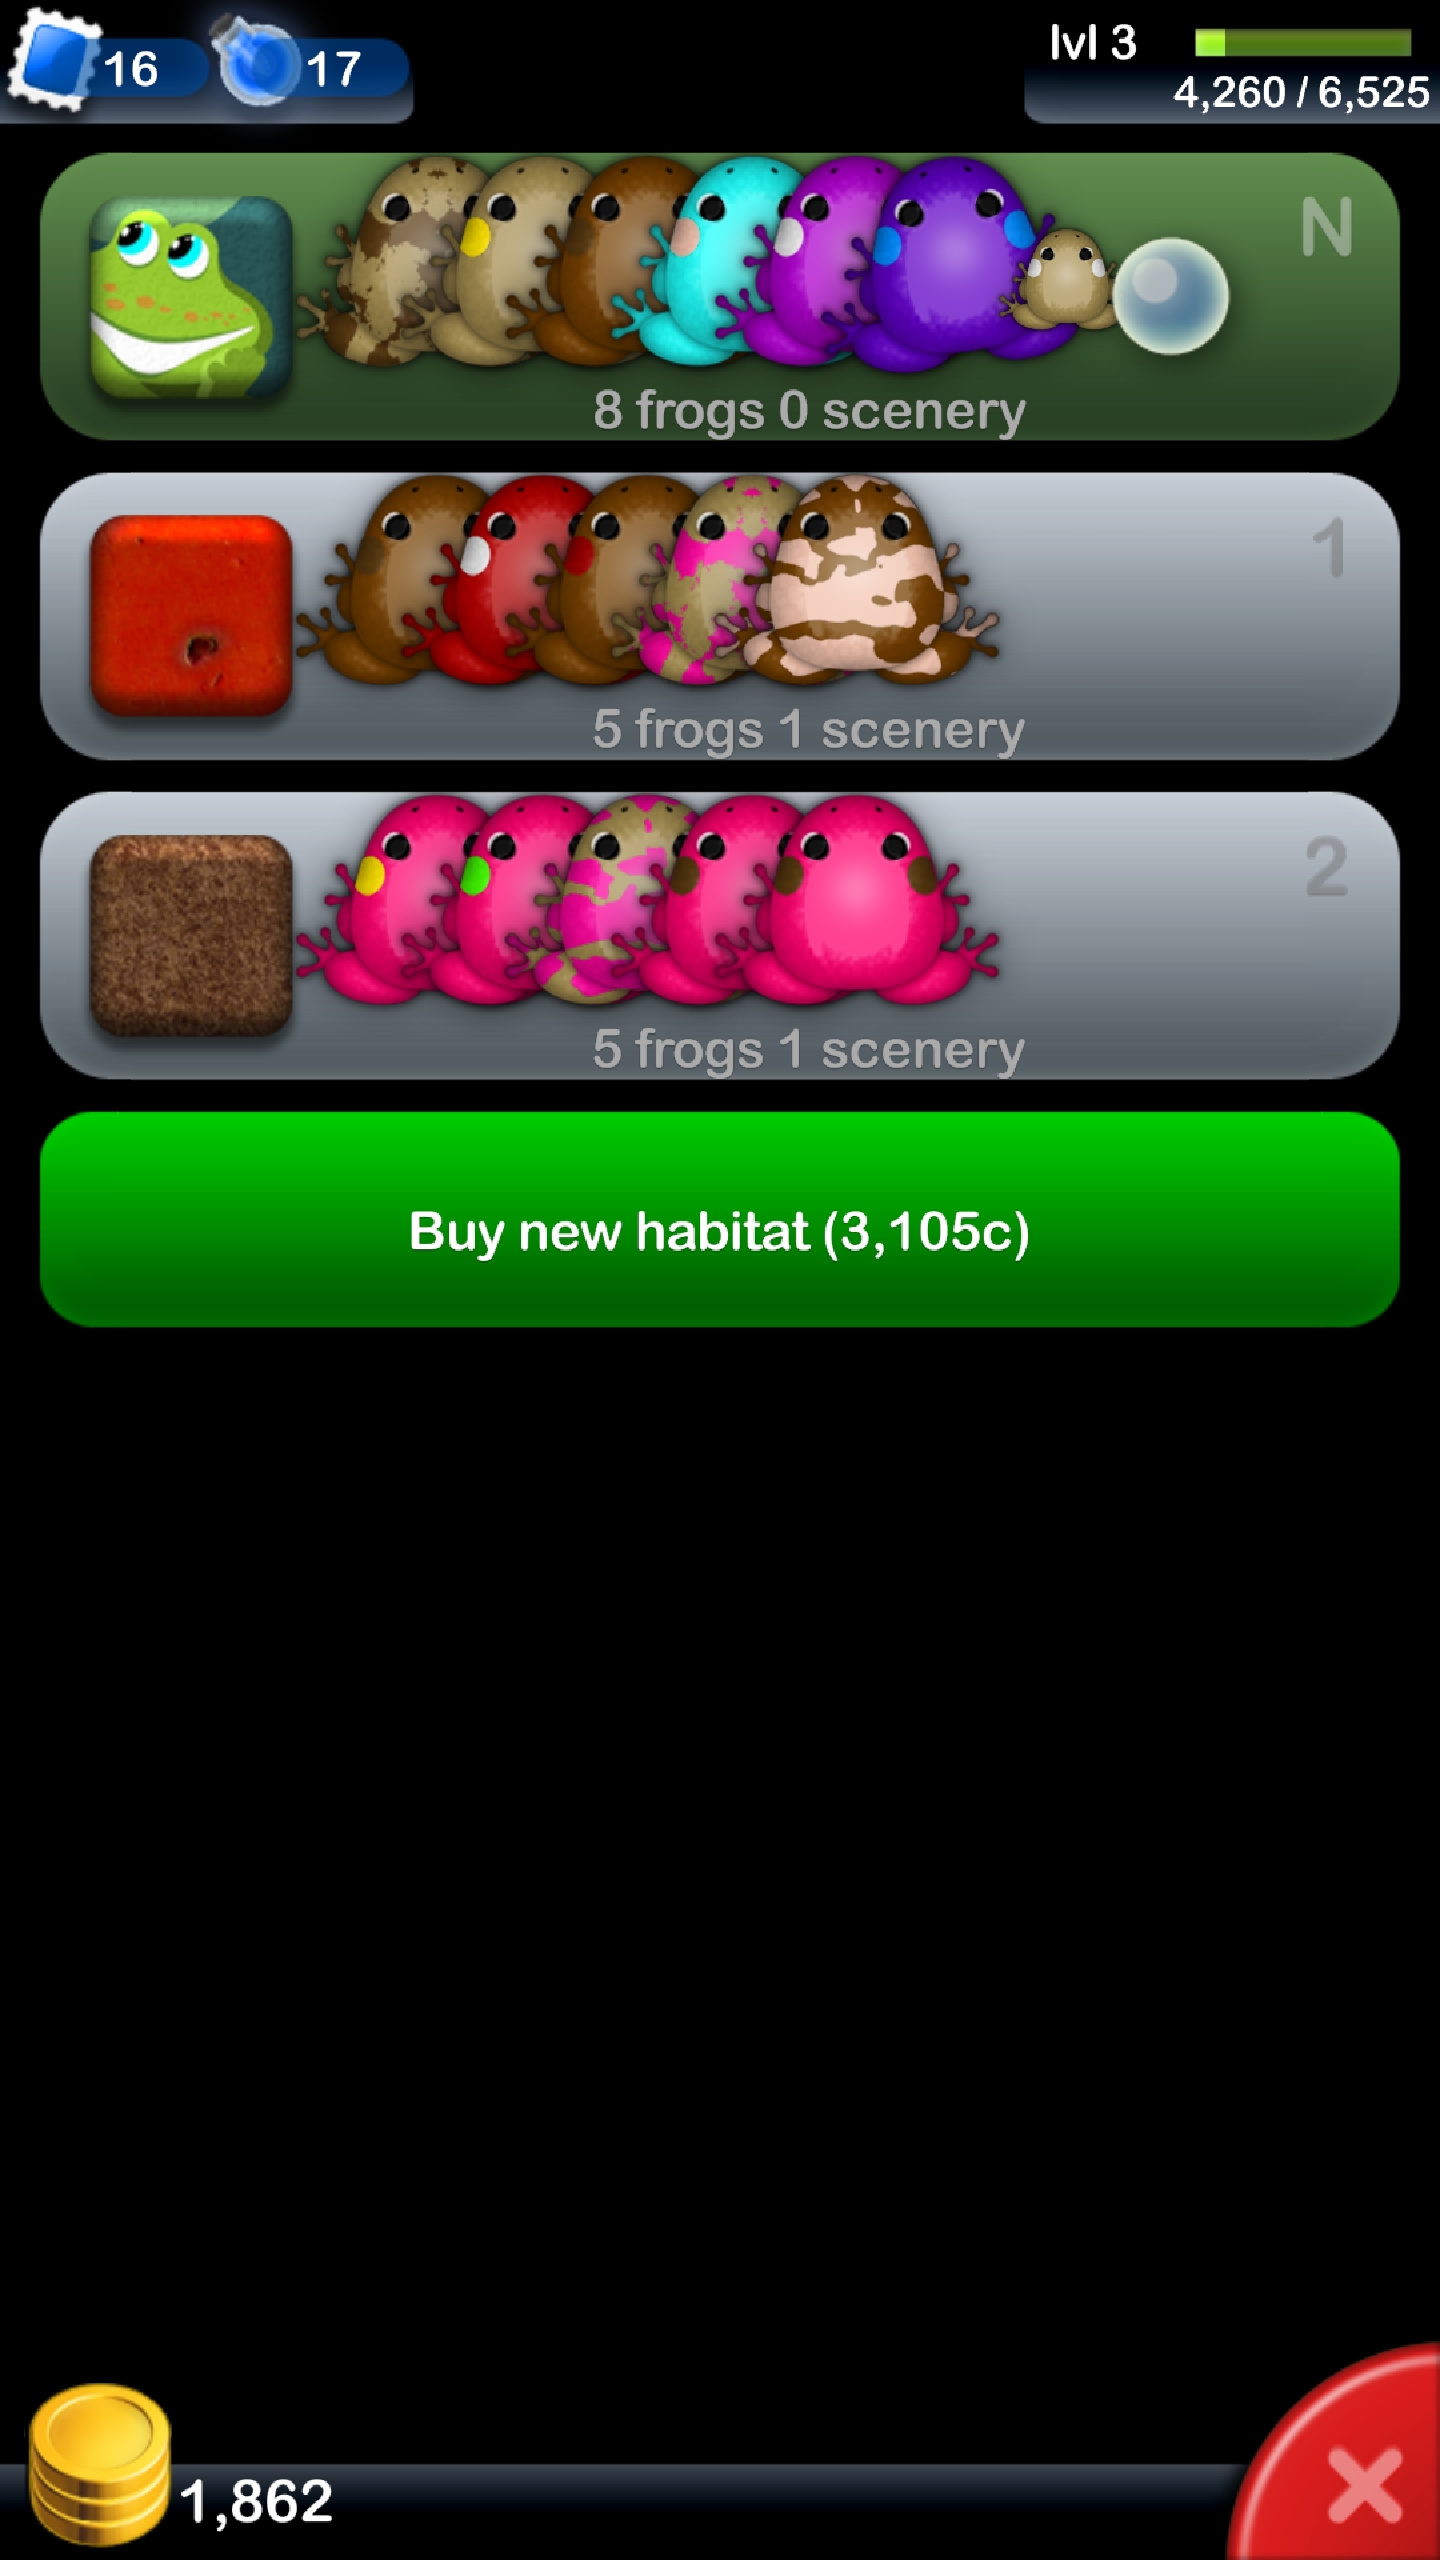 16 17 lvl 3
4,260 / 6,525
N
8 frogs 0 scenery
1
5 frogs 1 scenery
2
5 frogs 1 scenery
Buy new habitat (3,105c)
1,862